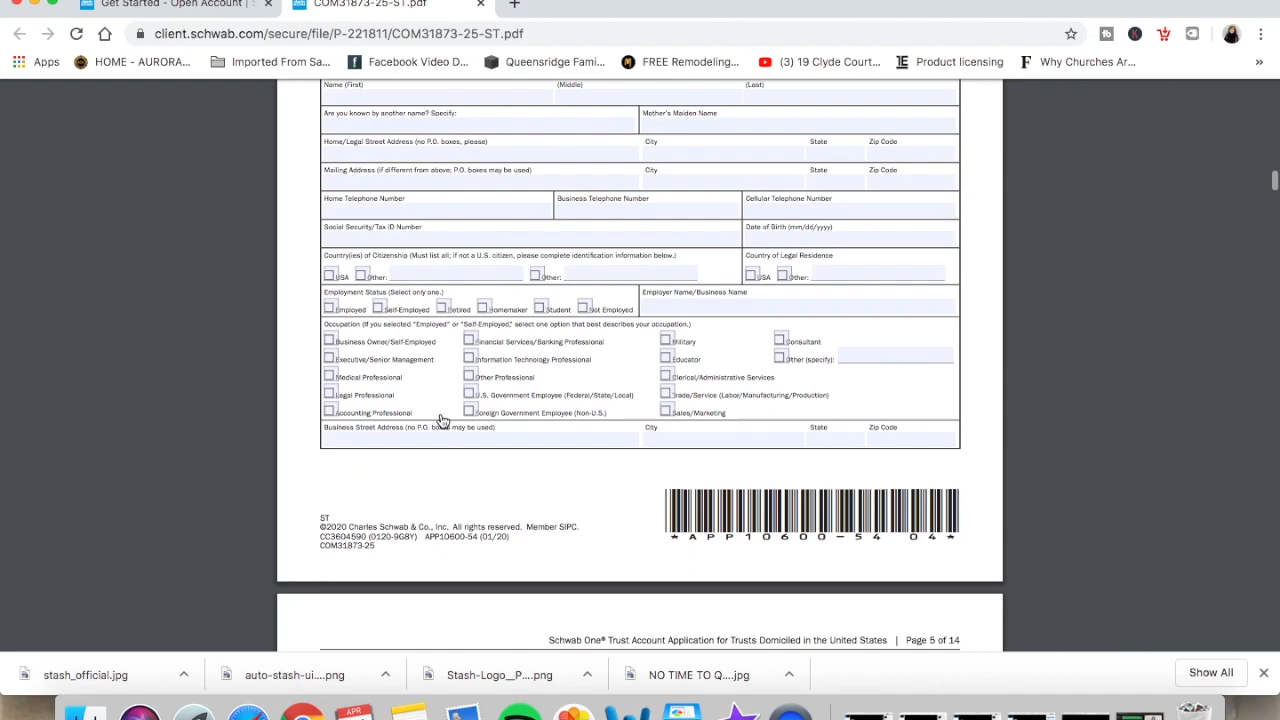 Get Started - Open Account | S
COM31873-25-ST.pdf
client.schwab.com/secure/file/P-221811/COM31873-25-ST.pdf
Apps
HOME - AURORA...
Imported From Sa...
Facebook Video D...
Queensridge Fami...
FREE Remodeling...
(3) 19 Clyde Court...
Product licensing
Why Churches Ar...
Name (First) (Middle) (Last)
Are you known by another name? Specify: Mother's Maiden Name
Home/Legal Street Address (no P.O. boxes, please) City State Zip Code
Mailing Address (if different from above; P.O. boxes may be used) City State Zip Code
Home Telephone Number Business Telephone Number Cellular Telephone Number
Social Security/Tax ID Number Date of Birth (mm/dd/yyyy)
Country(ies) of Citizenship (Must list all; if not a U.S. citizen, please complete identification information below.) Country of Legal Residence
USA Other: Other: USA Other:
Employment Status (Select only one.) Employer Name/Business Name
Employed Self-Employed Retired Homemaker Student Not Employed
Occupation (If you selected "Employed" or "Self-Employed," select one option that best describes your occupation.)
Business Owner/Self-Employed Financial Services/Banking Professional Military Consultant
Executive/Senior Management Information Technology Professional Educator Other (specify):
Medical Professional Other Professional Clerical/Administrative Services
Legal Professional U.S. Government Employee (Federal/State/Local) Trade/Service (Labor/Manufacturing/Production)
Accounting Professional Foreign Government Employee (Non-U.S.) Sales/Marketing
Business Street Address (no P.O. boxes may be used) City State Zip Code
ST
©2020 Charles Schwab & Co., Inc. All rights reserved. Member SIPC.
CC3604590 (0120-9G8Y) APP10600-54 (01/20)
COM31873-25
*APP10600-54 04*
Schwab One® Trust Account Application for Trusts Domiciled in the United States | Page 5 of 14
stash_official.jpg
auto-stash-ui....png
Stash-Logo__P....png
NO TIME TO Q....jpg
Show All
APR